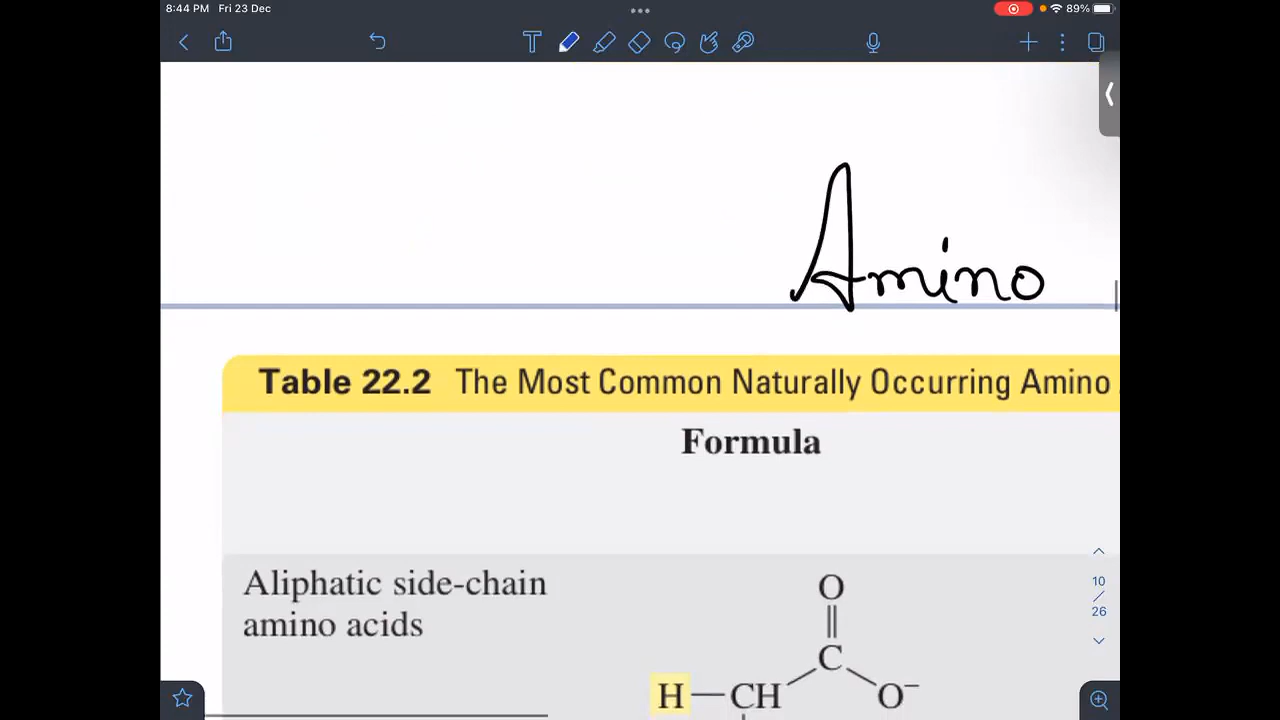 8:44 PM Fri 23 Dec
89%
Amino
Table 22.2 The Most Common Naturally Occurring Amino
Formula
Aliphatic side-chain
amino acids
O
C
H CH O−
10
/
26